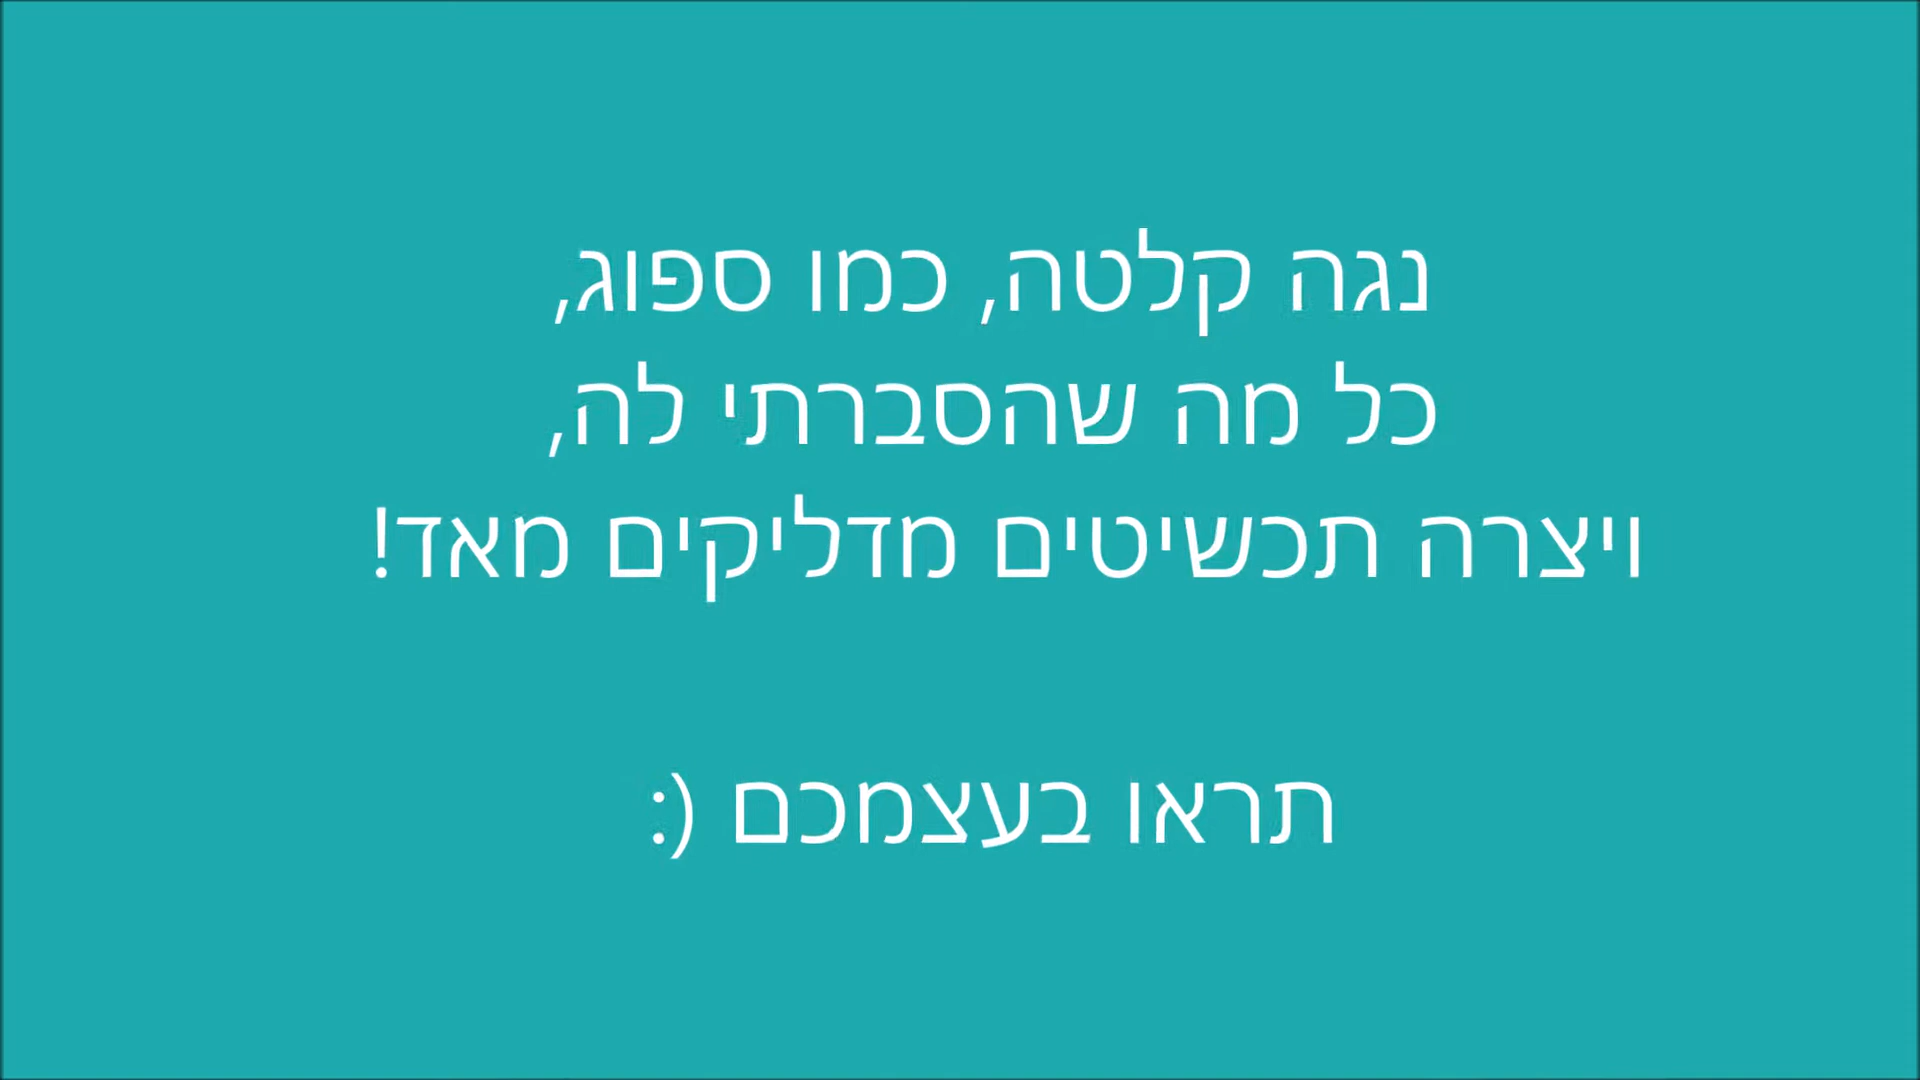 נגה קלטה, כמו ספוג,
כל מה שהסברתי לה,
ויצרה תכשיטים מדליקים מאד!
תראו בעצמכם (: